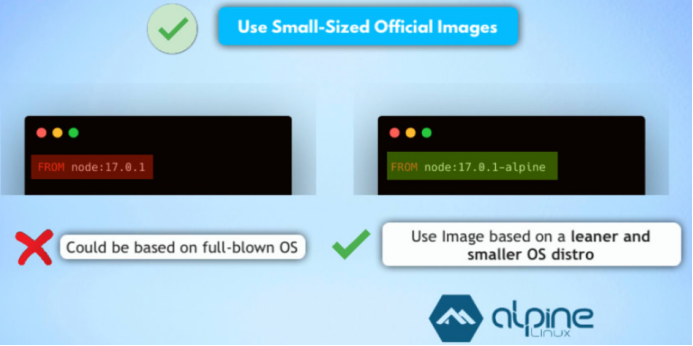 Use Small-Sized Official Images
FROM node:17.0.1
FROM node:17.0.1-alpine
Could be based on full-blown OS
Use Image based on a leaner and
smaller OS distro
alpine
Linux